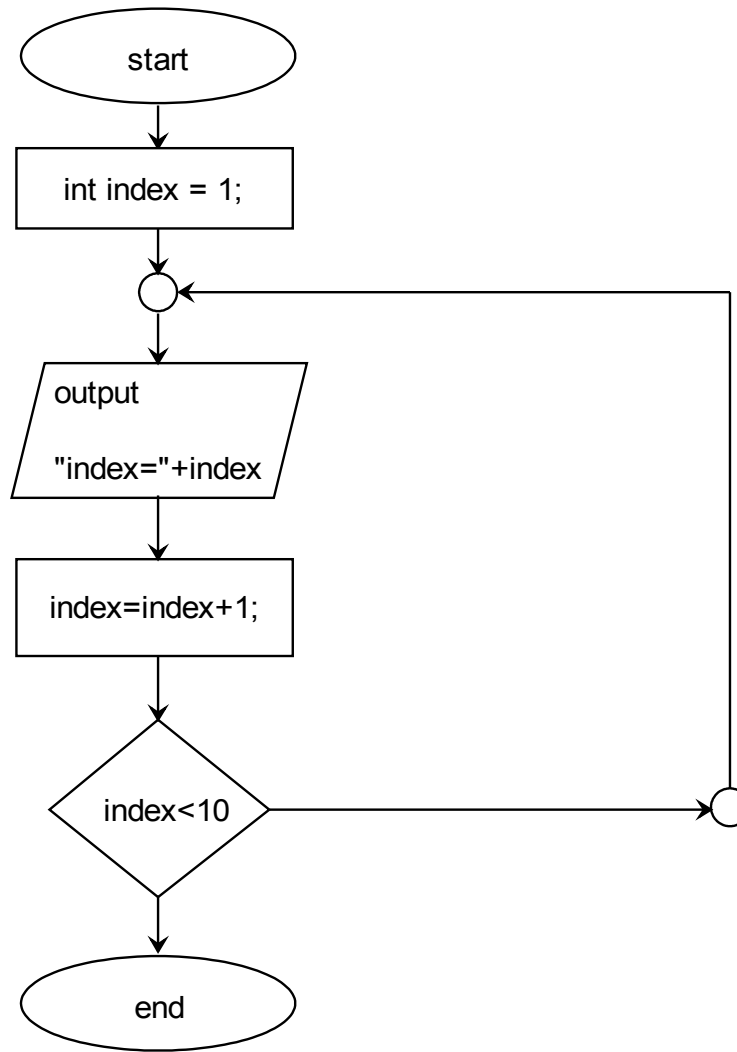 start
int index = 1;
output
"index="+index
index=index+1;
index<10
end